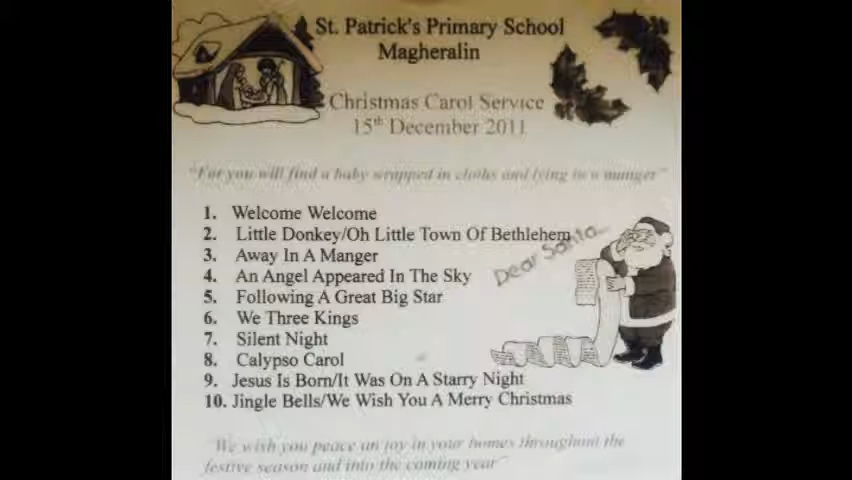 St. Patrick's Primary School
Magheralin
Christmas Carol Service
15th December 2011
"For you will find a baby wrapped in cloths and lying in a manger"
1. Welcome Welcome
2. Little Donkey/Oh Little Town Of Bethlehem
Dear Santa...
3. Away In A Manger
4. An Angel Appeared In The Sky
5. Following A Great Big Star
6. We Three Kings
7. Silent Night
8. Calypso Carol
9. Jesus Is Born/It Was On A Starry Night
10. Jingle Bells/We Wish You A Merry Christmas
"We wish you peace an joy in your homes throughout the
festive season and into the coming year"